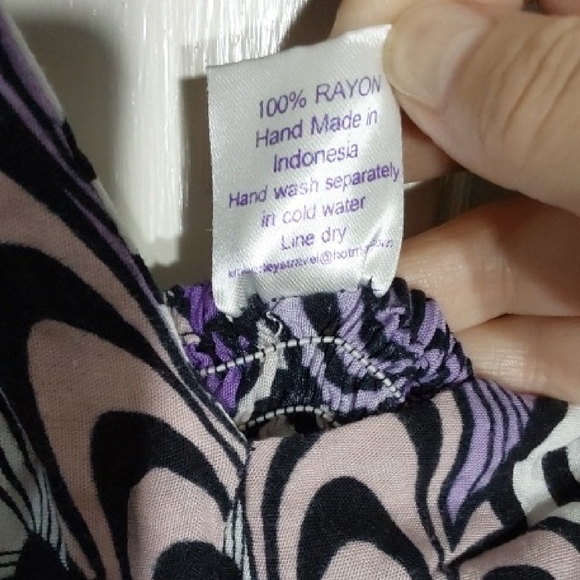 100% RAYON
Hand Made in
Indonesia
Hand wash separately
in cold water
Line dry